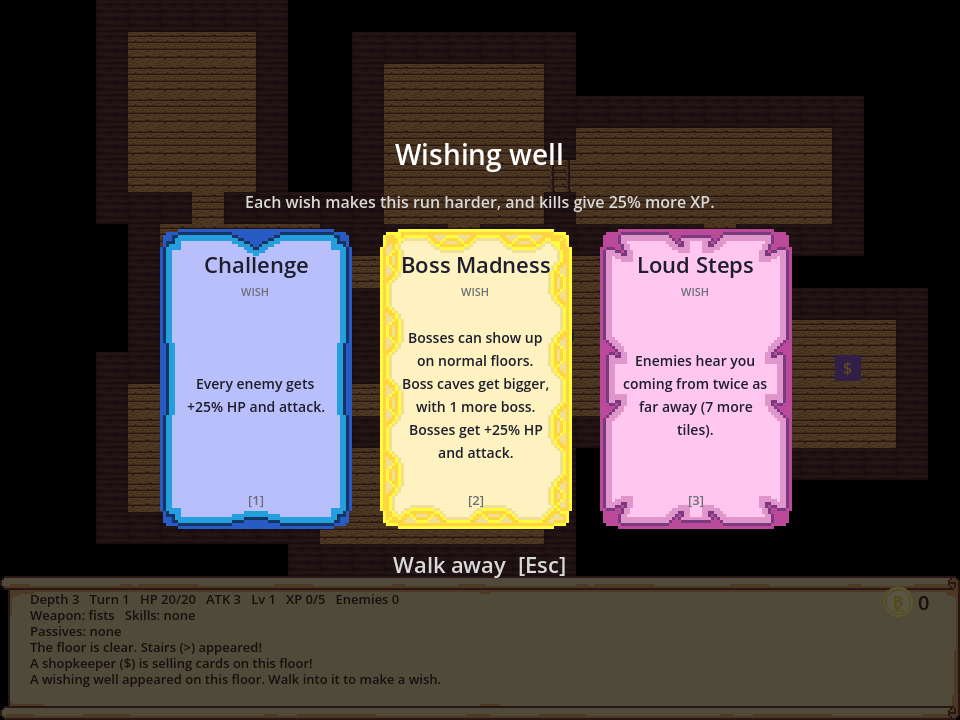 Wishing well
Each wish makes this run harder, and kills give 25% more XP.
Challenge
WISH
Every enemy gets
+25% HP and attack.
[1]
Boss Madness
WISH
Bosses can show up
on normal floors.
Boss caves get bigger,
with 1 more boss.
Bosses get +25% HP
and attack.
[2]
Loud Steps
WISH
Enemies hear you
coming from twice as
far away (7 more
tiles).
[3]
$
Walk away [Esc]
Depth 3 Turn 1 HP 20/20 ATK 3 Lv 1 XP 0/5 Enemies 0
Weapon: fists Skills: none
Passives: none
The floor is clear. Stairs (>) appeared!
A shopkeeper ($) is selling cards on this floor!
A wishing well appeared on this floor. Walk into it to make a wish.
B 0